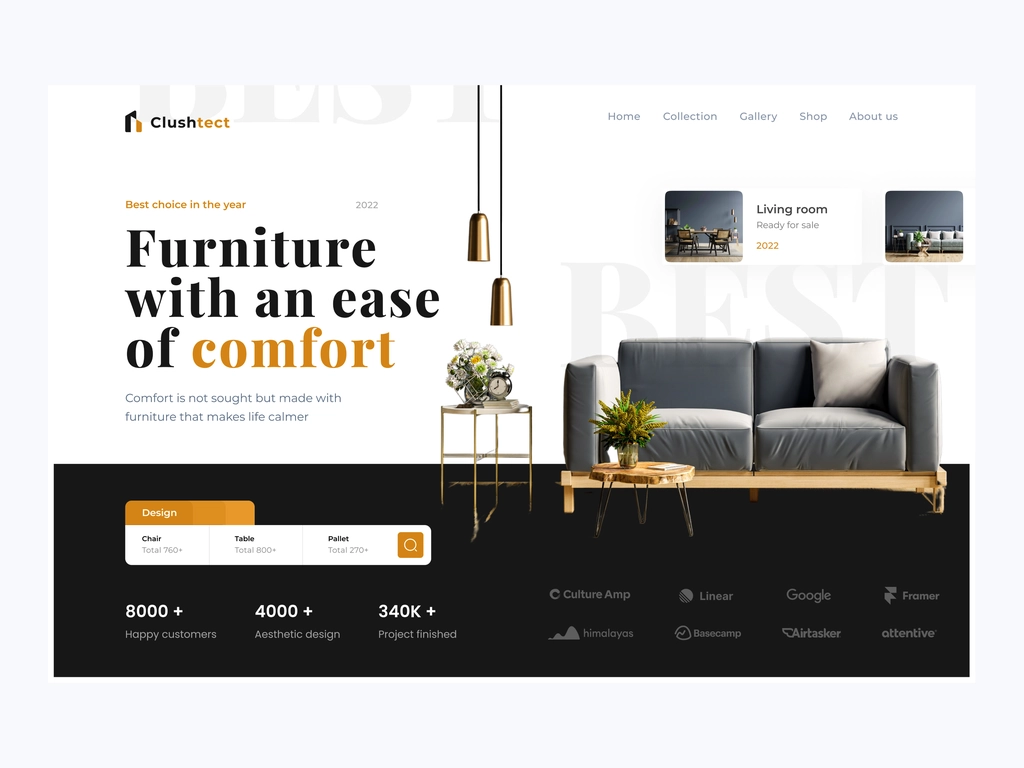 BEST
Clushtect
Home Collection Gallery Shop About us
Best choice in the year 2022
Furniture
with an ease
of comfort
Comfort is not sought but made with
furniture that makes life calmer
Living room
Ready for sale
2022
BEST
Design
Chair
Total 760+
Table
Total 800+
Pallet
Total 270+
8000 +
Happy customers
4000 +
Aesthetic design
340K +
Project finished
Culture Amp Linear Google Framer
himalayas Basecamp Airtasker attentive